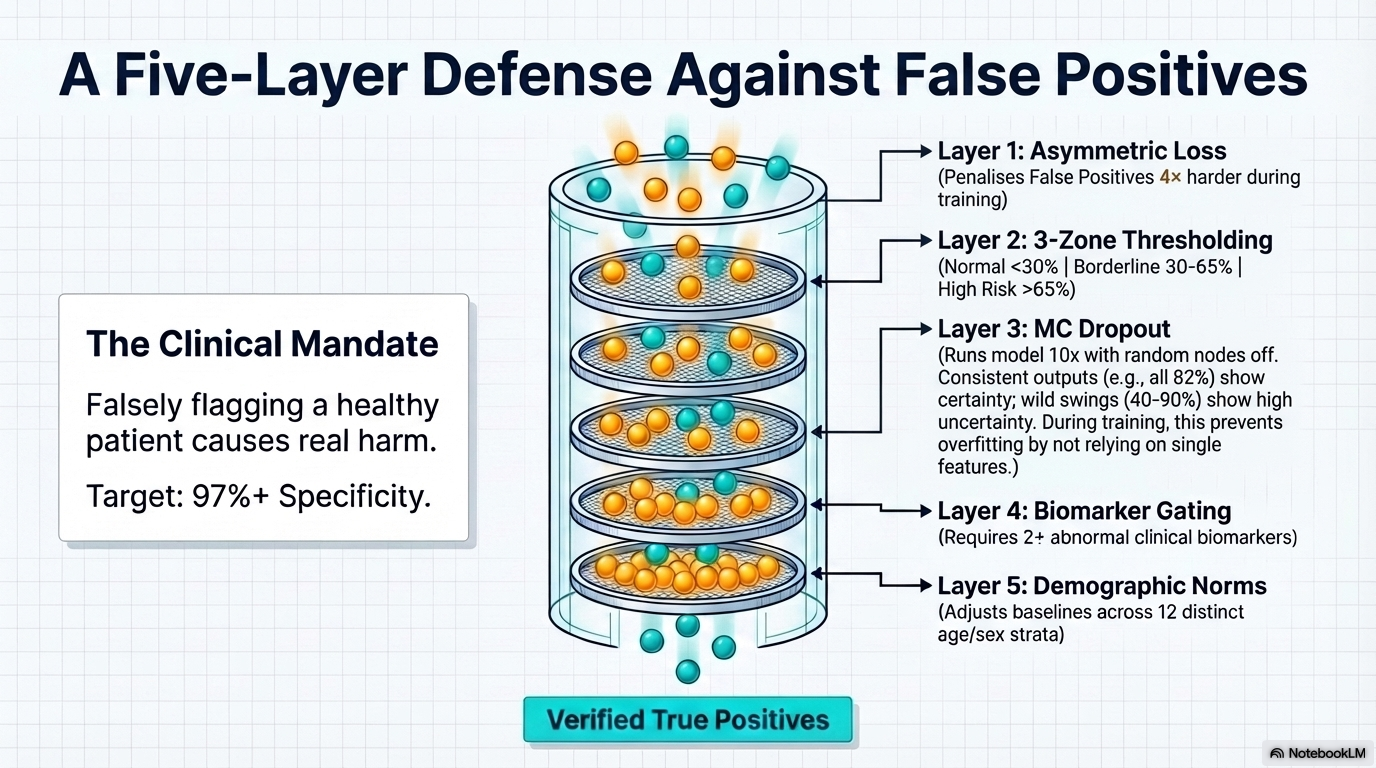 A Five-Layer Defense Against False Positives
The Clinical Mandate
Falsely flagging a healthy
patient causes real harm.
Target: 97%+ Specificity.
Layer 1: Asymmetric Loss
(Penalises False Positives 4× harder during
training)
Layer 2: 3-Zone Thresholding
(Normal <30% | Borderline 30-65% |
High Risk >65%)
Layer 3: MC Dropout
(Runs model 10x with random nodes off.
Consistent outputs (e.g., all 82%) show
certainty; wild swings (40-90%) show high
uncertainty. During training, this prevents
overfitting by not relying on single
features.)
Layer 4: Biomarker Gating
(Requires 2+ abnormal clinical biomarkers)
Layer 5: Demographic Norms
(Adjusts baselines across 12 distinct
age/sex strata)
Verified True Positives
NotebookLM